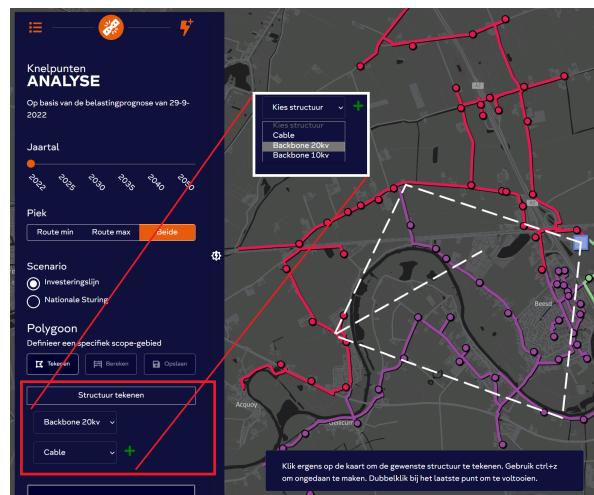 Knelpunten
ANALYSE
Op basis van de belastingprognose van 29-9-
2022
Jaartal
2022 2025 2030 2035 2040 2050
Piek
Route min Route max Beide
Scenario
Investeringslijn
Nationale Sturing
Polygoon
Definieer een specifiek scope-gebied
Tekenen Bereken Opslaan
Structuur tekenen
Backbone 20kv
Cable
Kies structuur
Kies structuur
Cable
Backbone 20kv
Backbone 10kv
A2
Beesd
Acquoy
Gellicum
Klik ergens op de kaart om de gewenste structuur te tekenen. Gebruik ctrl+z
om ongedaan te maken. Dubbelklik bij het laatste punt om te voltooien.